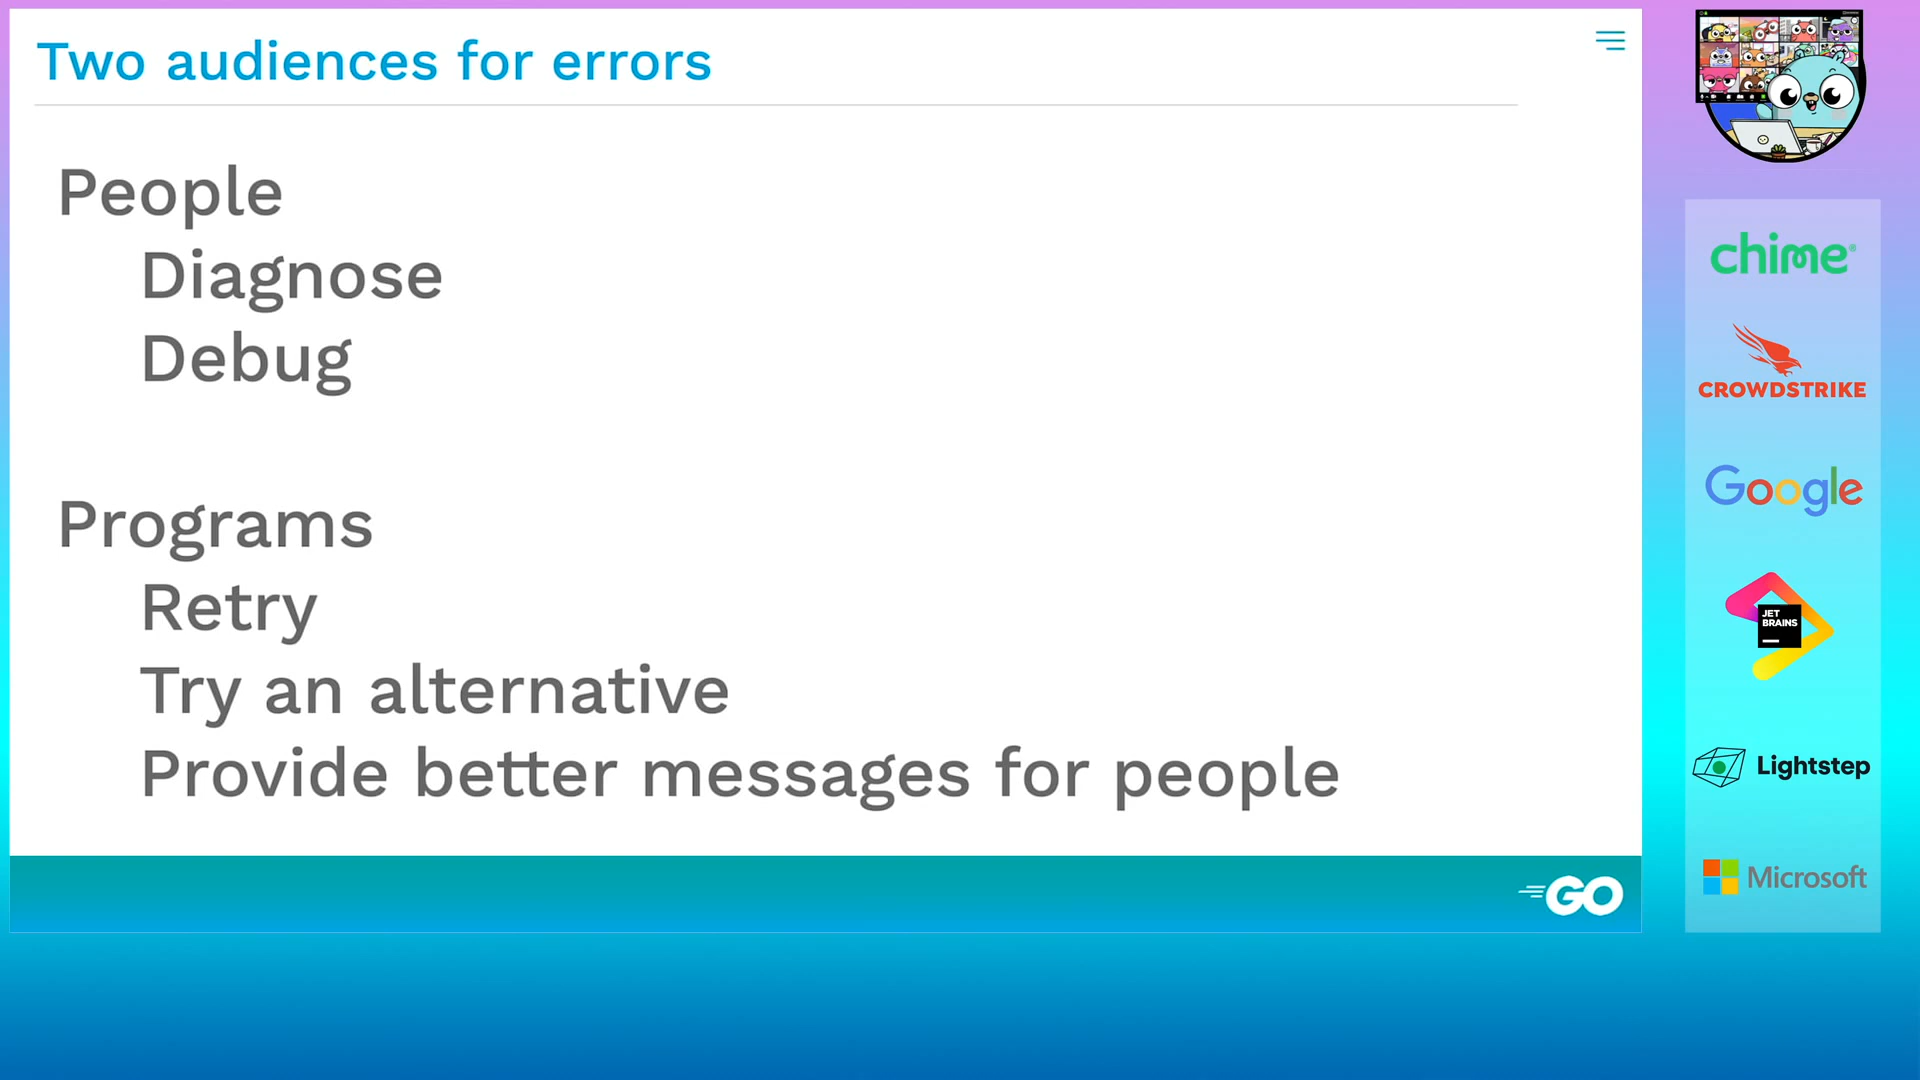 Two audiences for errors
People
Diagnose
Debug
Programs
Retry
Try an alternative
Provide better messages for people
GO
chime®
CROWDSTRIKE
Google
JET
BRAINS
Lightstep
Microsoft